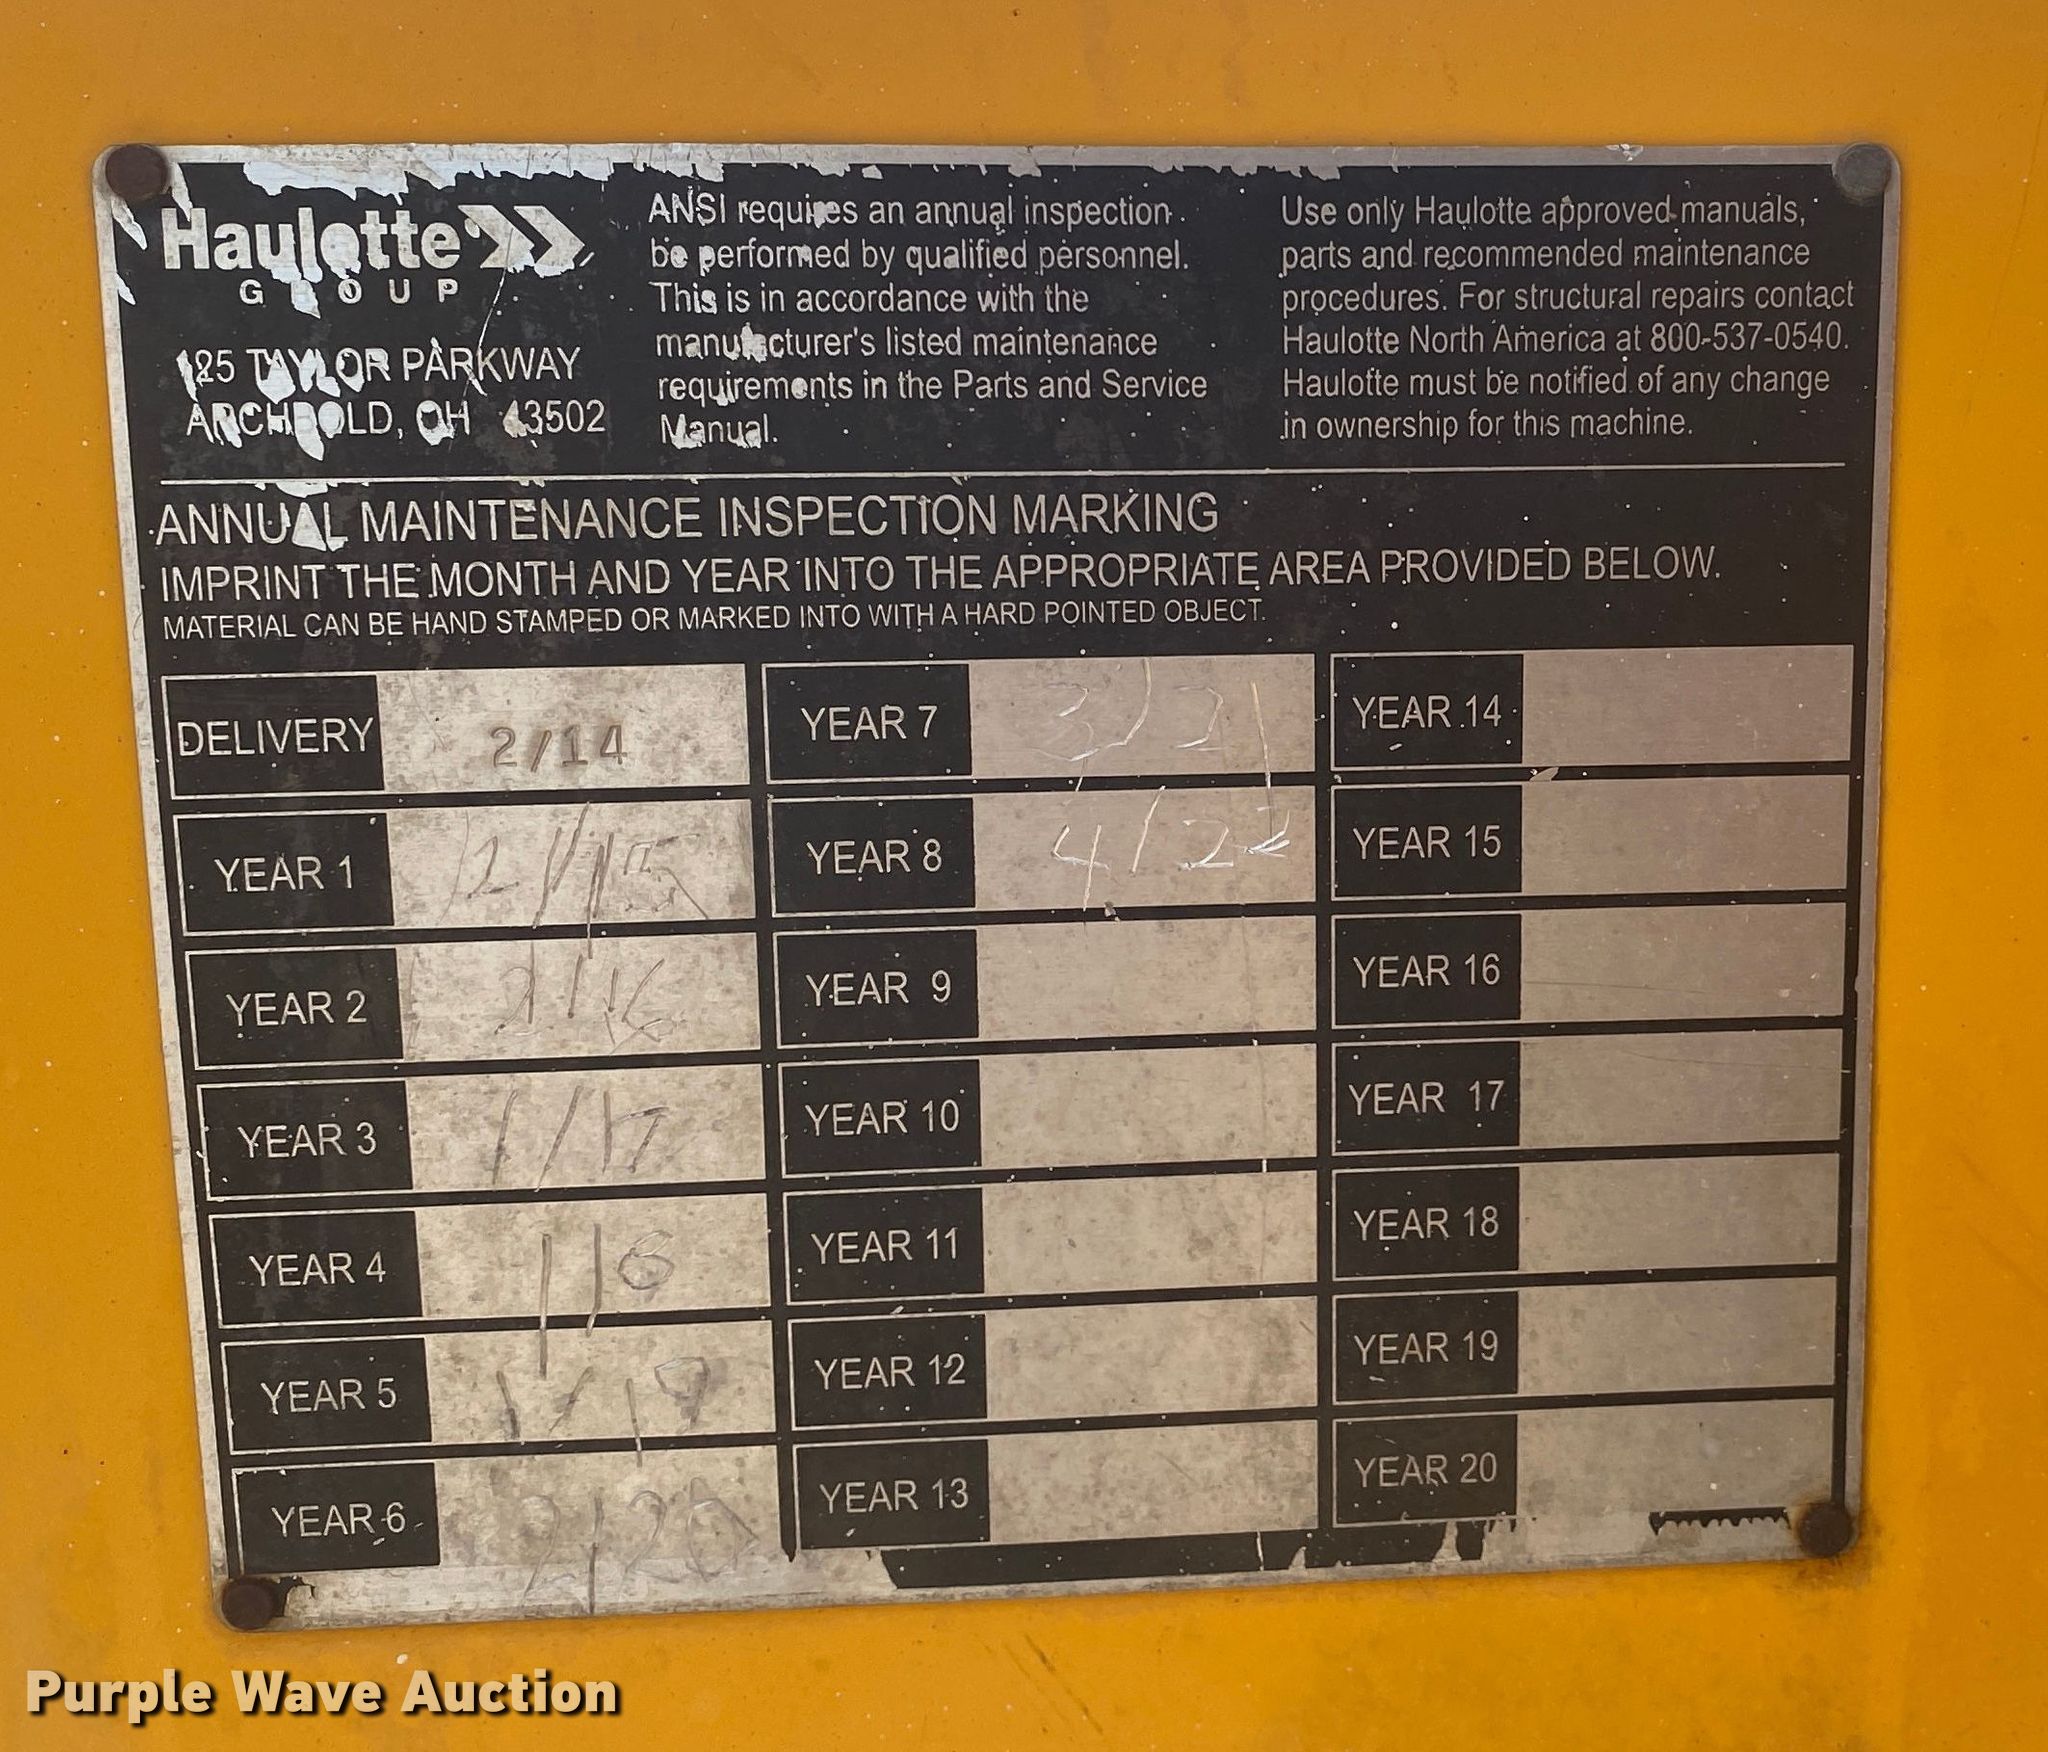 Haulotte
GROUP
125 TAYLOR PARKWAY
ARCHBOLD, OH 43502
ANSI requires an annual inspection
be performed by qualified personnel.
This is in accordance with the
manufacturer's listed maintenance
requirements in the Parts and Service
Manual.
Use only Haulotte approved manuals,
parts and recommended maintenance
procedures. For structural repairs contact
Haulotte North America at 800-537-0540.
Haulotte must be notified of any change
in ownership for this machine.
ANNUAL MAINTENANCE INSPECTION MARKING
IMPRINT THE MONTH AND YEAR INTO THE APPROPRIATE AREA PROVIDED BELOW.
MATERIAL CAN BE HAND STAMPED OR MARKED INTO WITH A HARD POINTED OBJECT.
DELIVERY 2/14
YEAR 1 2/15
YEAR 2 2/16
YEAR 3 1/17
YEAR 4
YEAR 5 1/19
YEAR 6 2/20
YEAR 7 3/21
YEAR 8 4/22
YEAR 9
YEAR 10
YEAR 11
YEAR 12
YEAR 13
YEAR 14
YEAR 15
YEAR 16
YEAR 17
YEAR 18
YEAR 19
YEAR 20
Purple Wave Auction